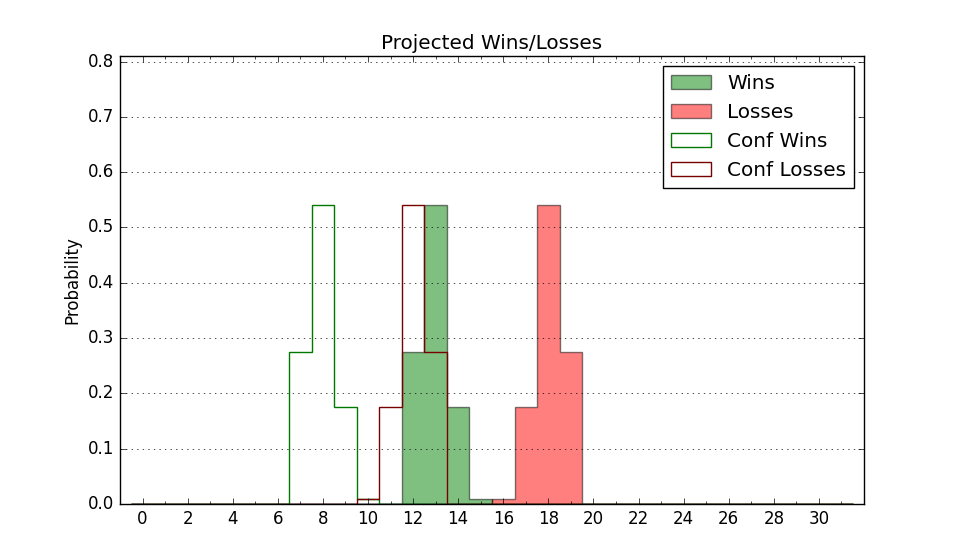 Projected Wins/Losses
Probability
0.8
0.7
0.6
0.5
0.4
0.3
0.2
0.1
0.0
0 2 4 6 8 10 12 14 16 18 20 22 24 26 28 30
Wins
Losses
Conf Wins
Conf Losses